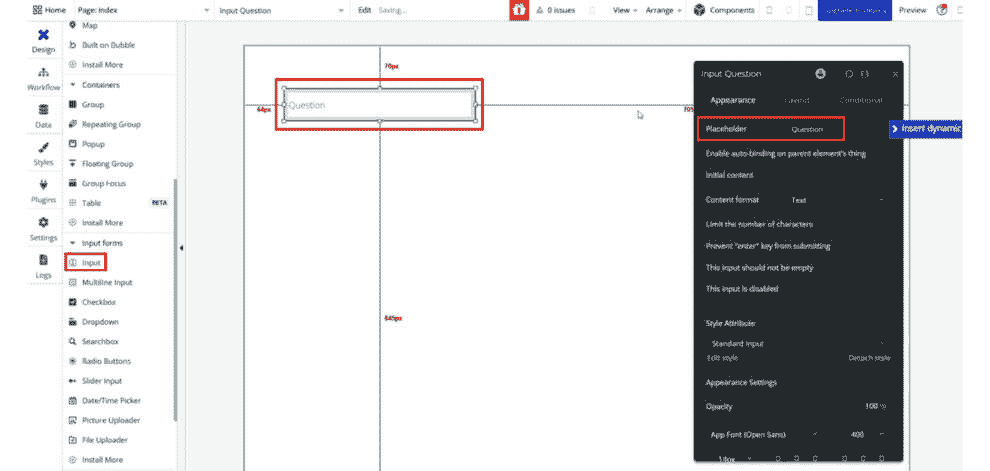 Home
Page: Index
Input Question
Edit
Saving...
0 issues
View
Arrange
Components
Preview
Design
Workflow
Data
Styles
Plugins
Settings
Logs
Map
Built on Bubble
Install More
Containers
Group
Repeating Group
Popup
Floating Group
Group Focus
Table
BETA
Install More
Input forms
Input
Multiline Input
Checkbox
Dropdown
Searchbox
Radio Buttons
Slider Input
Date/Time Picker
Picture Uploader
File Uploader
Install More
70px
64px
Question
845px
Input Question
Appearance
Layout
Conditional
Placeholder
Question
Insert dynamic
Enable auto-binding on parent element's thing
Initial content
Content format
Text
Limit the number of characters
Prevent "enter" key from submitting
This input should not be empty
This input is disabled
Style Attribute
Standard Input
Edit style
Detach style
Appearance Settings
Opacity
100 %
App Font (Open Sans)
400